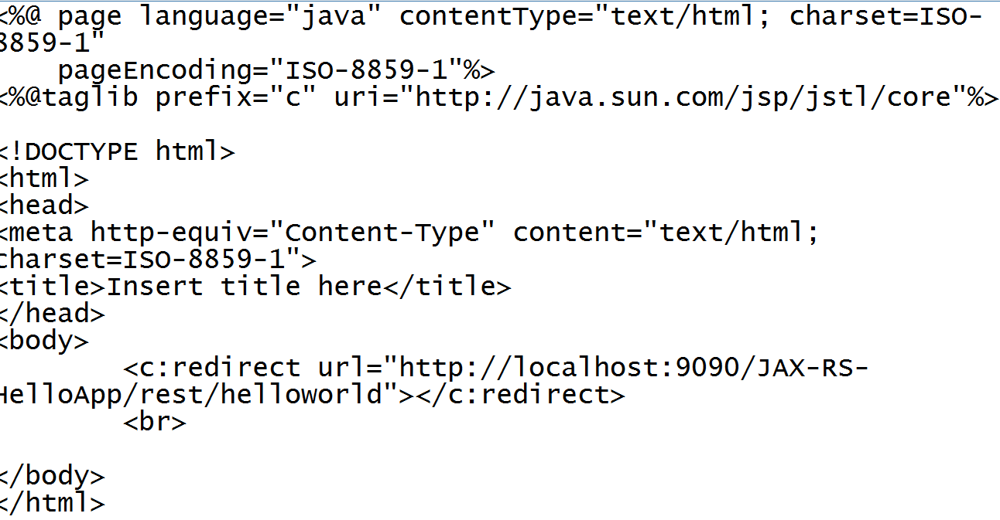 <%@ page language="java" contentType="text/html; charset=ISO-
8859-1"
    pageEncoding="ISO-8859-1"%>
<%@taglib prefix="c" uri="http://java.sun.com/jsp/jstl/core"%>

<!DOCTYPE html>
<html>
<head>
<meta http-equiv="Content-Type" content="text/html;
charset=ISO-8859-1">
<title>Insert title here</title>
</head>
<body>
        <c:redirect url="http://localhost:9090/JAX-RS-
HelloApp/rest/helloworld"></c:redirect>
        <br>

</body>
</html>